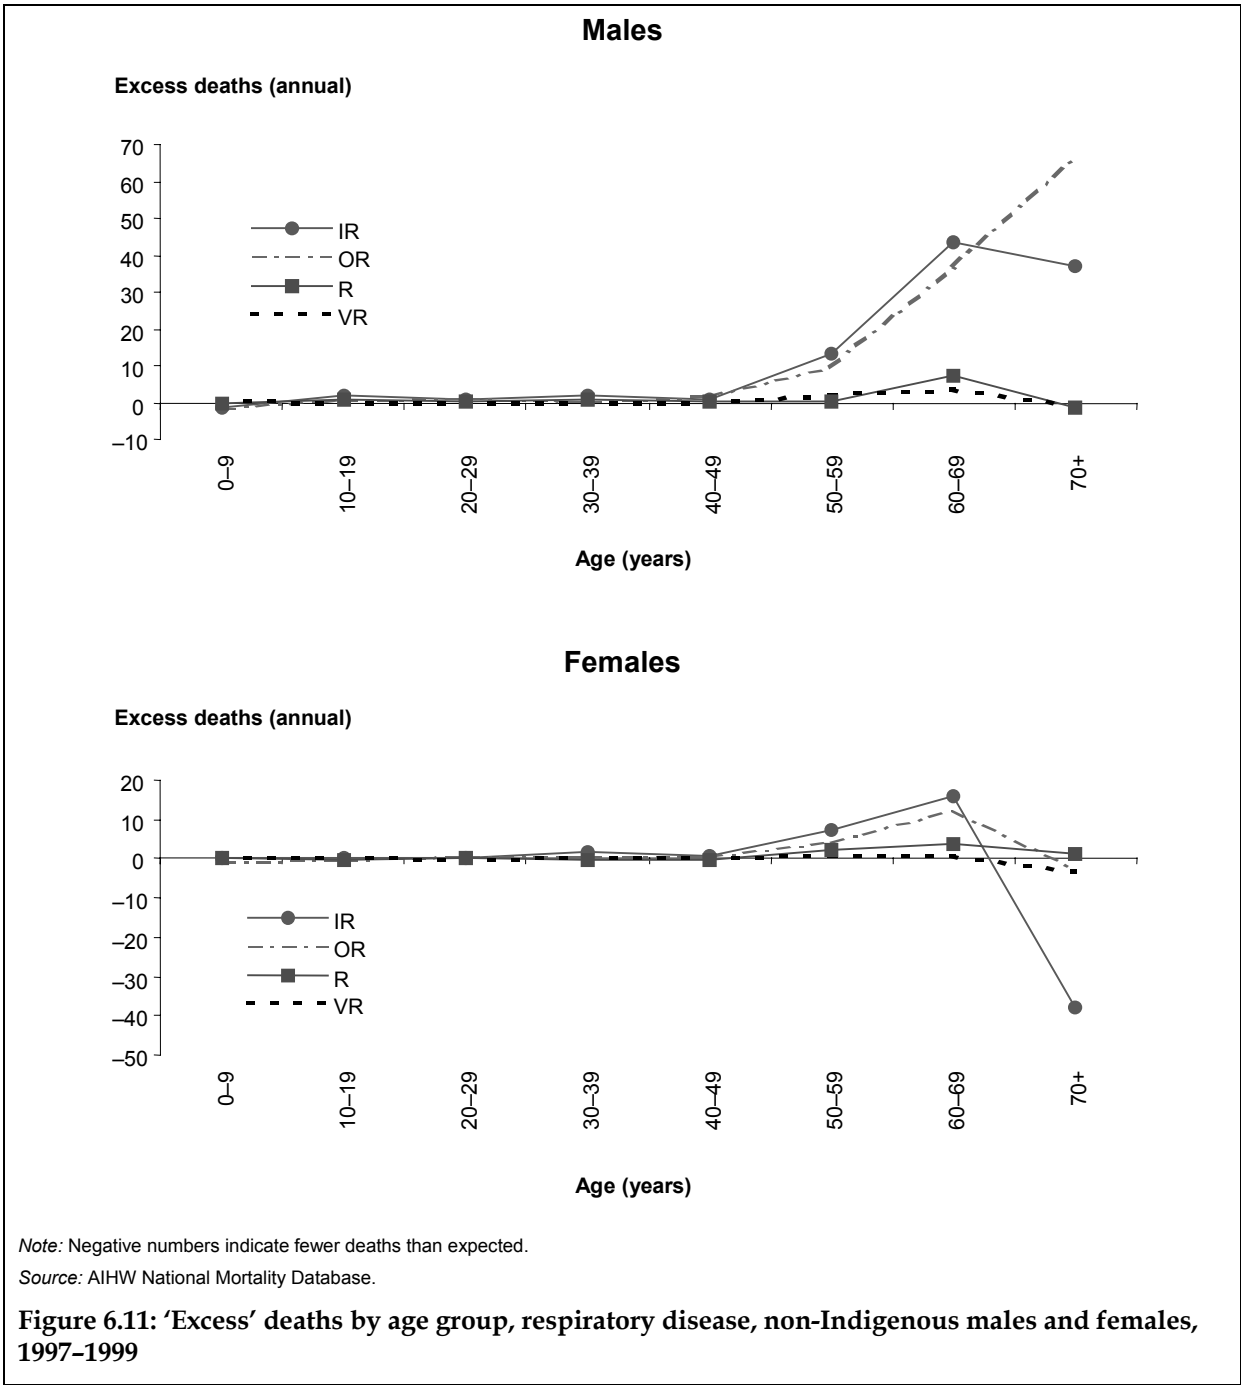 Males
Excess deaths (annual)
70
60
50
40
30
20
10
0
–10
IR
OR
R
VR
0–9
10–19
20–29
30–39
40–49
50–59
60–69
70+
Age (years)
Females
Excess deaths (annual)
20
10
0
–10
–20
–30
–40
–50
IR
OR
R
VR
0–9
10–19
20–29
30–39
40–49
50–59
60–69
70+
Age (years)
Note: Negative numbers indicate fewer deaths than expected.
Source: AIHW National Mortality Database.
Figure 6.11: ‘Excess’ deaths by age group, respiratory disease, non-Indigenous males and females,
1997–1999